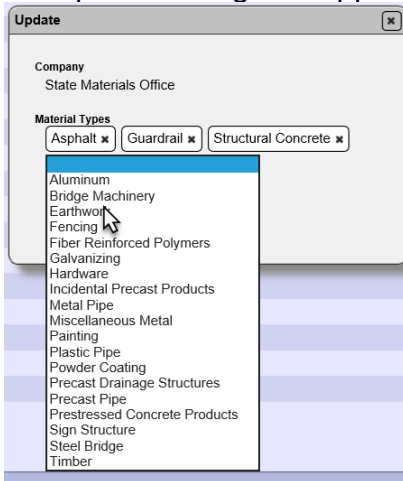 Update
Company
State Materials Office
Material Types
Asphalt Guardrail Structural Concrete
Aluminum
Bridge Machinery
Earthwork
Fencing
Fiber Reinforced Polymers
Galvanizing
Hardware
Incidental Precast Products
Metal Pipe
Miscellaneous Metal
Painting
Plastic Pipe
Powder Coating
Precast Drainage Structures
Precast Pipe
Prestressed Concrete Products
Sign Structure
Steel Bridge
Timber